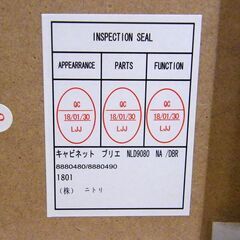 INSPECTION SEAL
APPEARANCE PARTS FUNCTION
QC QC QC
18/01/30 18/01/30 18/01/30
LJJ LJJ LJJ
キャビネット ブリエ NLD9080 NA /DBR
8880480/8880490
1801
(株) ニトリ